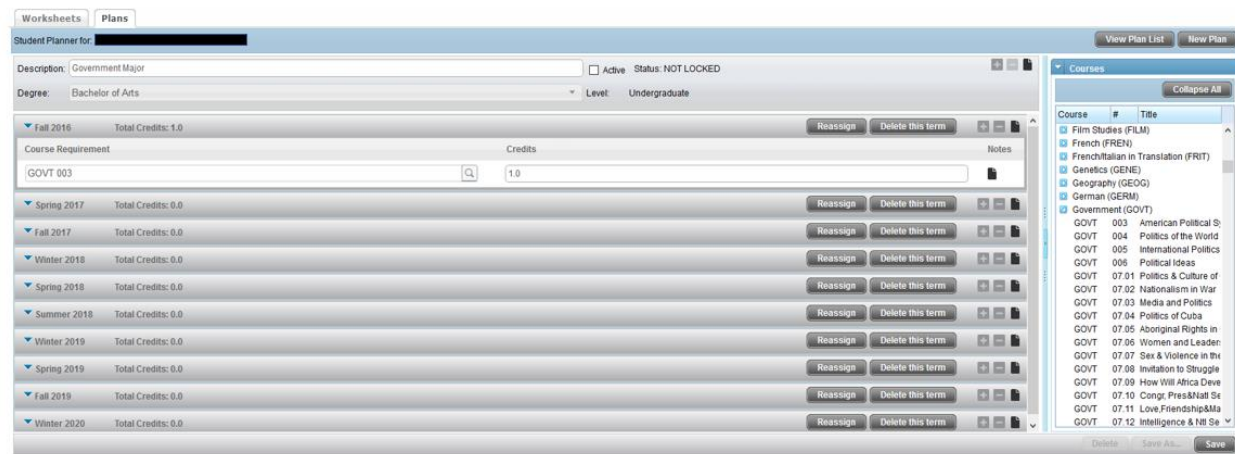 Worksheets Plans
Student Planner for:
View Plan List New Plan
Description: Government Major Active Status: NOT LOCKED
Degree: Bachelor of Arts Level: Undergraduate
Fall 2016 Total Credits: 1.0 Reassign Delete this term
Course Requirement Credits Notes
GOVT 003 1.0
Spring 2017 Total Credits: 0.0 Reassign Delete this term
Fall 2017 Total Credits: 0.0 Reassign Delete this term
Winter 2018 Total Credits: 0.0 Reassign Delete this term
Spring 2018 Total Credits: 0.0 Reassign Delete this term
Summer 2018 Total Credits: 0.0 Reassign Delete this term
Winter 2019 Total Credits: 0.0 Reassign Delete this term
Spring 2019 Total Credits: 0.0 Reassign Delete this term
Fall 2019 Total Credits: 0.0 Reassign Delete this term
Winter 2020 Total Credits: 0.0 Reassign Delete this term
Courses
Collapse All
Course # Title
Film Studies (FILM)
French (FREN)
French/Italian in Translation (FRIT)
Genetics (GENE)
Geography (GEOG)
German (GERM)
Government (GOVT)
GOVT 003 American Political Sy
GOVT 004 Politics of the World
GOVT 005 International Politics
GOVT 006 Political Ideas
GOVT 07.01 Politics & Culture of
GOVT 07.02 Nationalism in War
GOVT 07.03 Media and Politics
GOVT 07.04 Politics of Cuba
GOVT 07.05 Aboriginal Rights in
GOVT 07.06 Women and Leader
GOVT 07.07 Sex & Violence in the
GOVT 07.08 Invitation to Struggle
GOVT 07.09 How Will Africa Deve
GOVT 07.10 Congr, Pres&Natl Se
GOVT 07.11 Love,Friendship&Ma
GOVT 07.12 Intelligence & Ntl Se
Delete Save As... Save